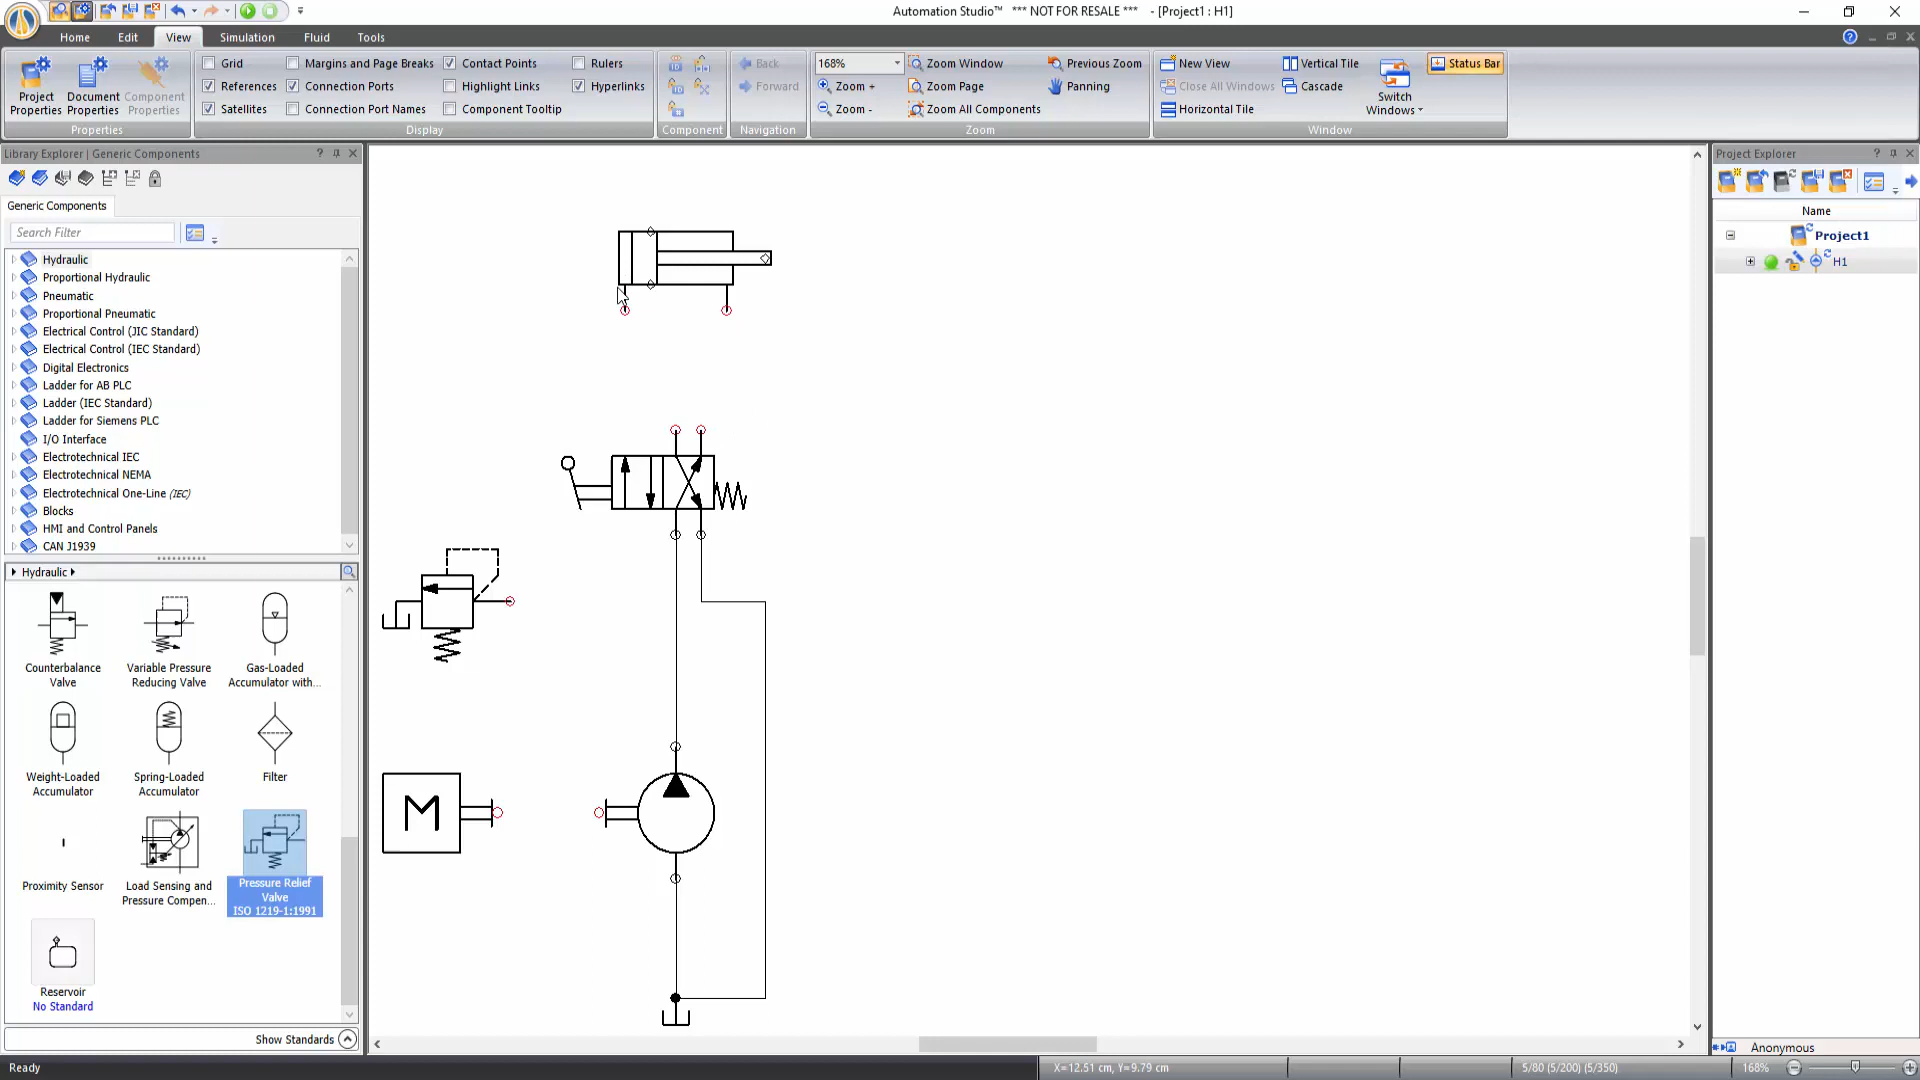 Automation Studio™ *** NOT FOR RESALE *** - [Project1 : H1]
Home Edit View Simulation Fluid Tools
Project Properties
Document Properties
Component Properties
Properties
Grid
References
Satellites
Margins and Page Breaks
Connection Ports
Connection Port Names
Contact Points
Highlight Links
Component Tooltip
Rulers
Hyperlinks
Display
Component
Back
Forward
Navigation
168%
Zoom +
Zoom -
Zoom Window
Zoom Page
Zoom All Components
Previous Zoom
Panning
Zoom
New View
Close All Windows
Horizontal Tile
Vertical Tile
Cascade
Switch Windows
Status Bar
Window
Library Explorer | Generic Components
Generic Components
Search Filter
Hydraulic
Proportional Hydraulic
Pneumatic
Proportional Pneumatic
Electrical Control (JIC Standard)
Electrical Control (IEC Standard)
Digital Electronics
Ladder for AB PLC
Ladder (IEC Standard)
Ladder for Siemens PLC
I/O Interface
Electrotechnical IEC
Electrotechnical NEMA
Electrotechnical One-Line (IEC)
Blocks
HMI and Control Panels
CAN J1939
Hydraulic
Counterbalance Valve
Variable Pressure Reducing Valve
Gas-Loaded Accumulator with...
Weight-Loaded Accumulator
Spring-Loaded Accumulator
Filter
Proximity Sensor
Load Sensing and Pressure Compen...
Pressure Relief Valve
ISO 1219-1:1991
Reservoir
No Standard
Show Standards
M
Project Explorer
Name
Project1
H1
Anonymous
Ready
X=12.51 cm, Y=9.79 cm
5/80 (5/200) (5/350)
168%